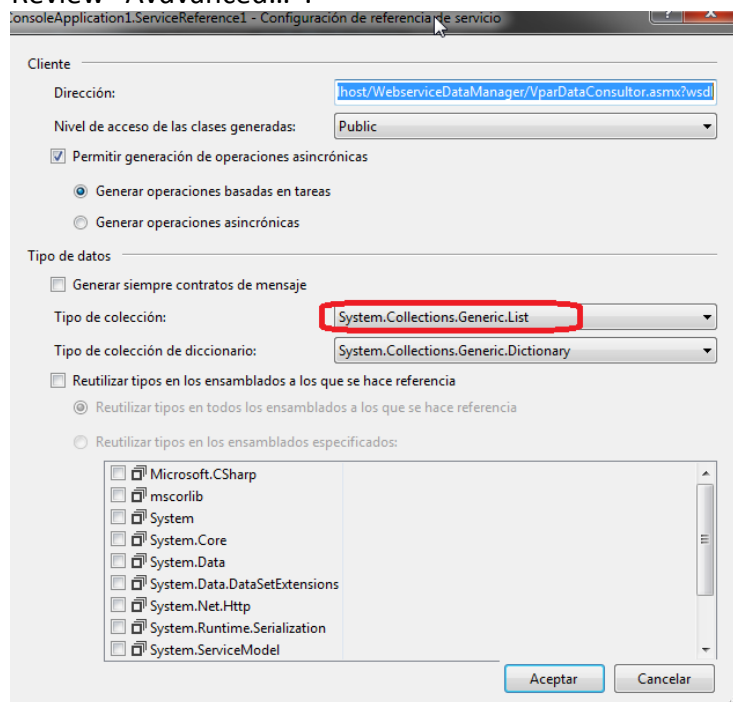 Review "Avavanced…".
ConsoleApplication1.ServiceReference1 - Configuración de referencia de servicio
Cliente
Dirección: lhost/WebserviceDataManager/VparDataConsultor.asmx?wsdl
Nivel de acceso de las clases generadas: Public
Permitir generación de operaciones asincrónicas
Generar operaciones basadas en tareas
Generar operaciones asincrónicas
Tipo de datos
Generar siempre contratos de mensaje
Tipo de colección: System.Collections.Generic.List
Tipo de colección de diccionario: System.Collections.Generic.Dictionary
Reutilizar tipos en los ensamblados a los que se hace referencia
Reutilizar tipos en todos los ensamblados a los que se hace referencia
Reutilizar tipos en los ensamblados especificados:
Microsoft.CSharp
mscorlib
System
System.Core
System.Data
System.Data.DataSetExtensions
System.Net.Http
System.Runtime.Serialization
System.ServiceModel
Aceptar Cancelar